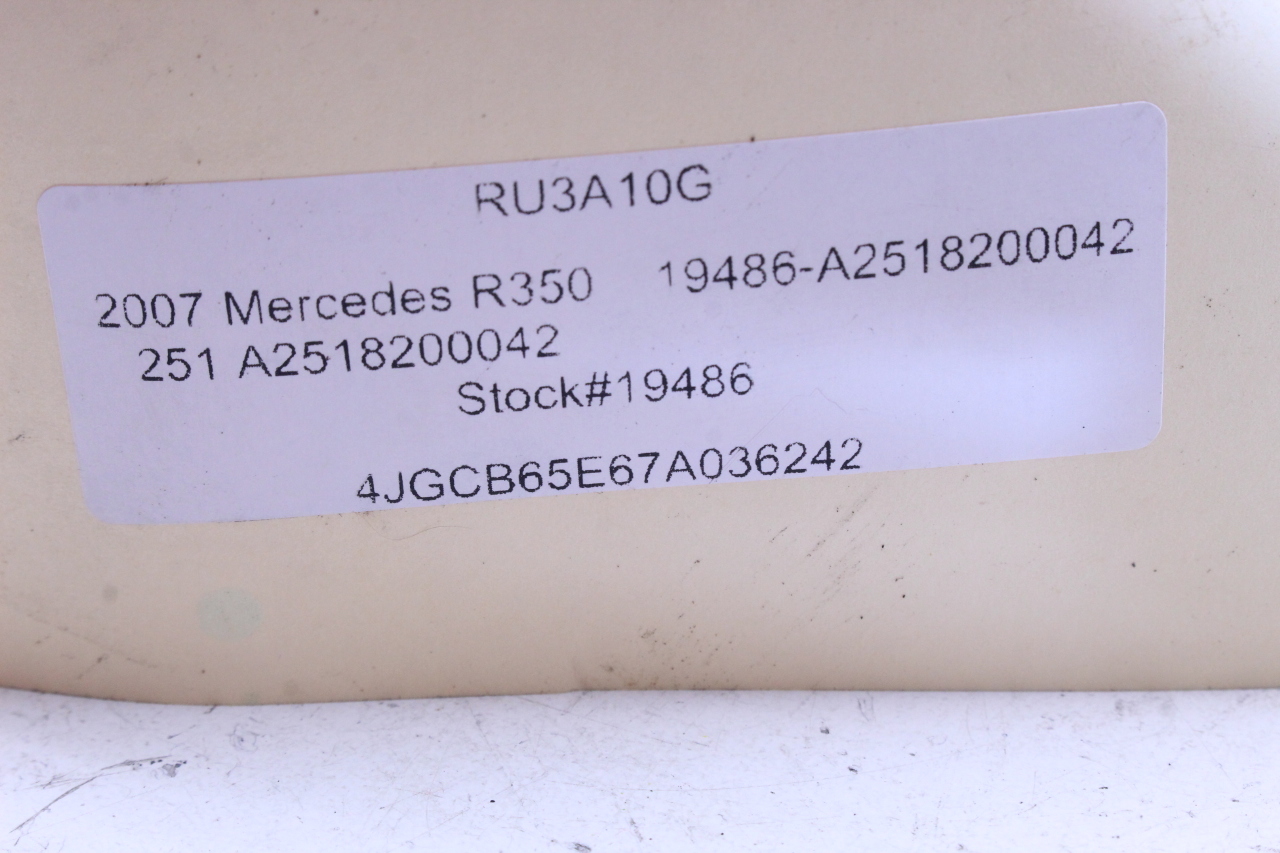 RU3A10G
2007 Mercedes R350 19486-A2518200042
251 A2518200042
Stock#19486
4JGCB65E67A036242